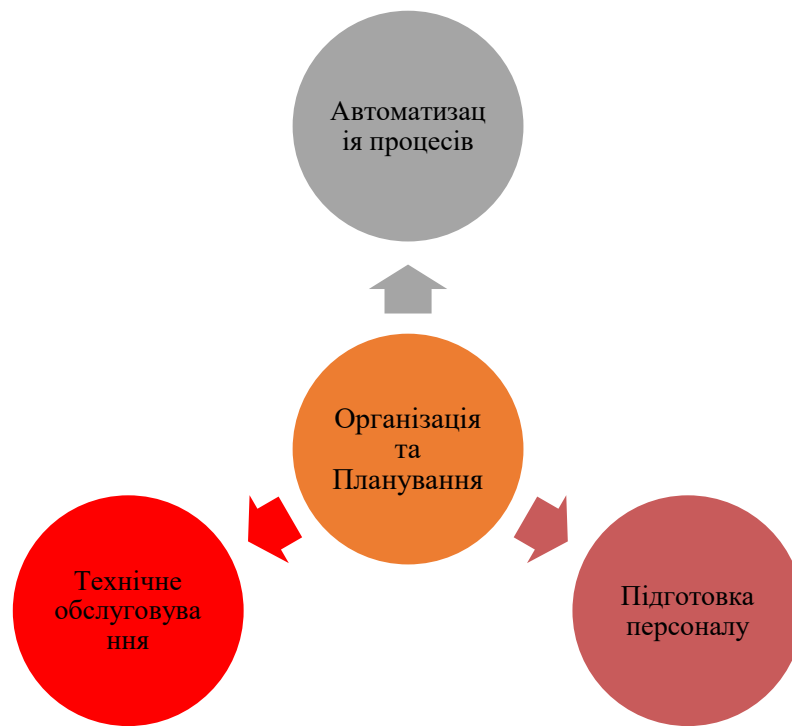 Автоматизац
ія процесів
Організація
та
Планування
Технічне
обслуговува
ння
Підготовка
персоналу